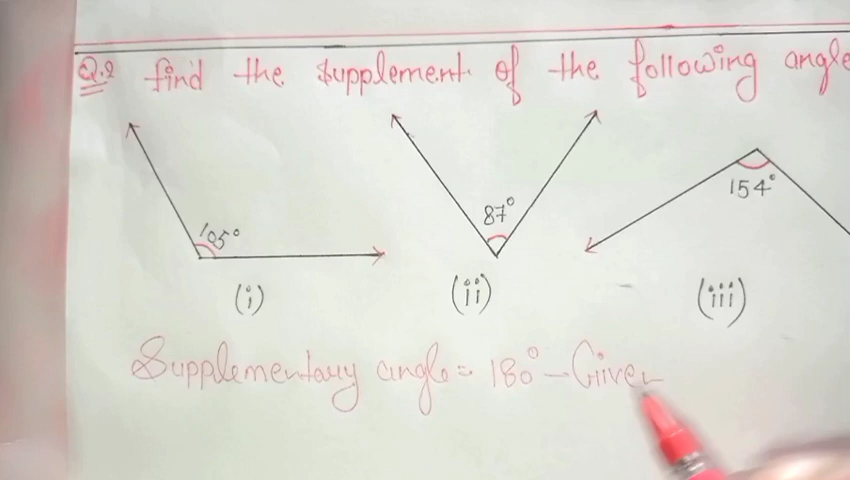 Q.2 find the supplement of the following angle
105° 87° 154°
(i) (ii) (iii)
Supplementary angle = 180° - Given